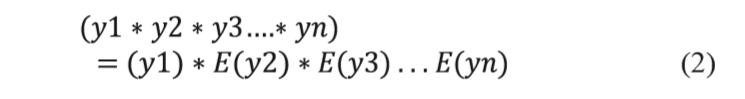 (y1 * y2 * y3....* yn)
= (y1) * E(y2) * E(y3) ... E(yn) (2)